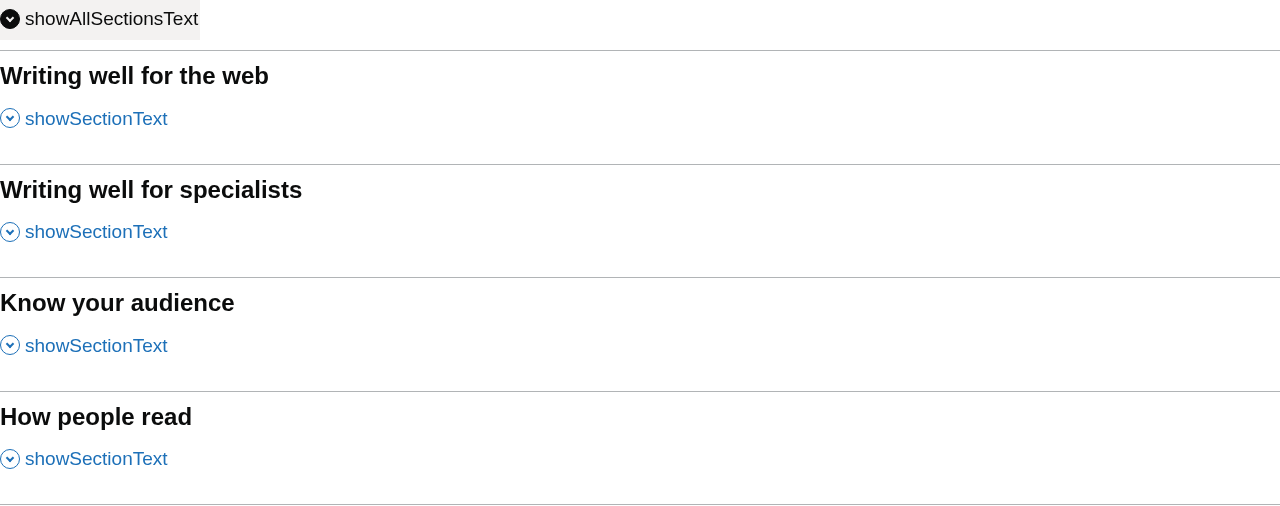 showAllSectionsText
Writing well for the web
showSectionText
Writing well for specialists
showSectionText
Know your audience
showSectionText
How people read
showSectionText